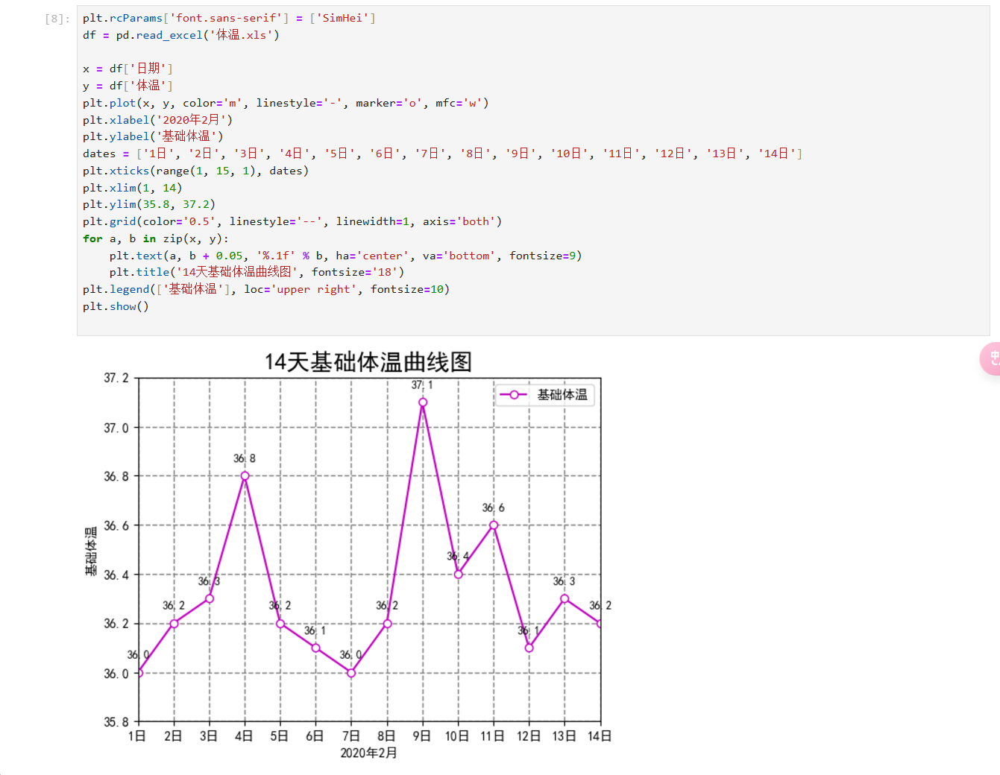 [8]:
plt.rcParams['font.sans-serif'] = ['SimHei']
df = pd.read_excel('体温.xls')
x = df['日期']
y = df['体温']
plt.plot(x, y, color='m', linestyle='-', marker='o', mfc='w')
plt.xlabel('2020年2月')
plt.ylabel('基础体温')
dates = ['1日', '2日', '3日', '4日', '5日', '6日', '7日', '8日', '9日', '10日', '11日', '12日', '13日', '14日']
plt.xticks(range(1, 15, 1), dates)
plt.xlim(1, 14)
plt.ylim(35.8, 37.2)
plt.grid(color='0.5', linestyle='--', linewidth=1, axis='both')
for a, b in zip(x, y):
    plt.text(a, b + 0.05, '%.1f' % b, ha='center', va='bottom', fontsize=9)
    plt.title('14天基础体温曲线图', fontsize='18')
plt.legend(['基础体温'], loc='upper right', fontsize=10)
plt.show()
14天基础体温曲线图
37.2
37.1
基础体温
37.0
36.8
36.8
36.6
36.6
基础体温
36.4
36.4
36.3
36.3
36.2
36.2
36.2
36.2
36.2
36.1
36.1
36.0
36.0
36.0
35.8
1日 2日 3日 4日 5日 6日 7日 8日 9日 10日 11日 12日 13日 14日
2020年2月